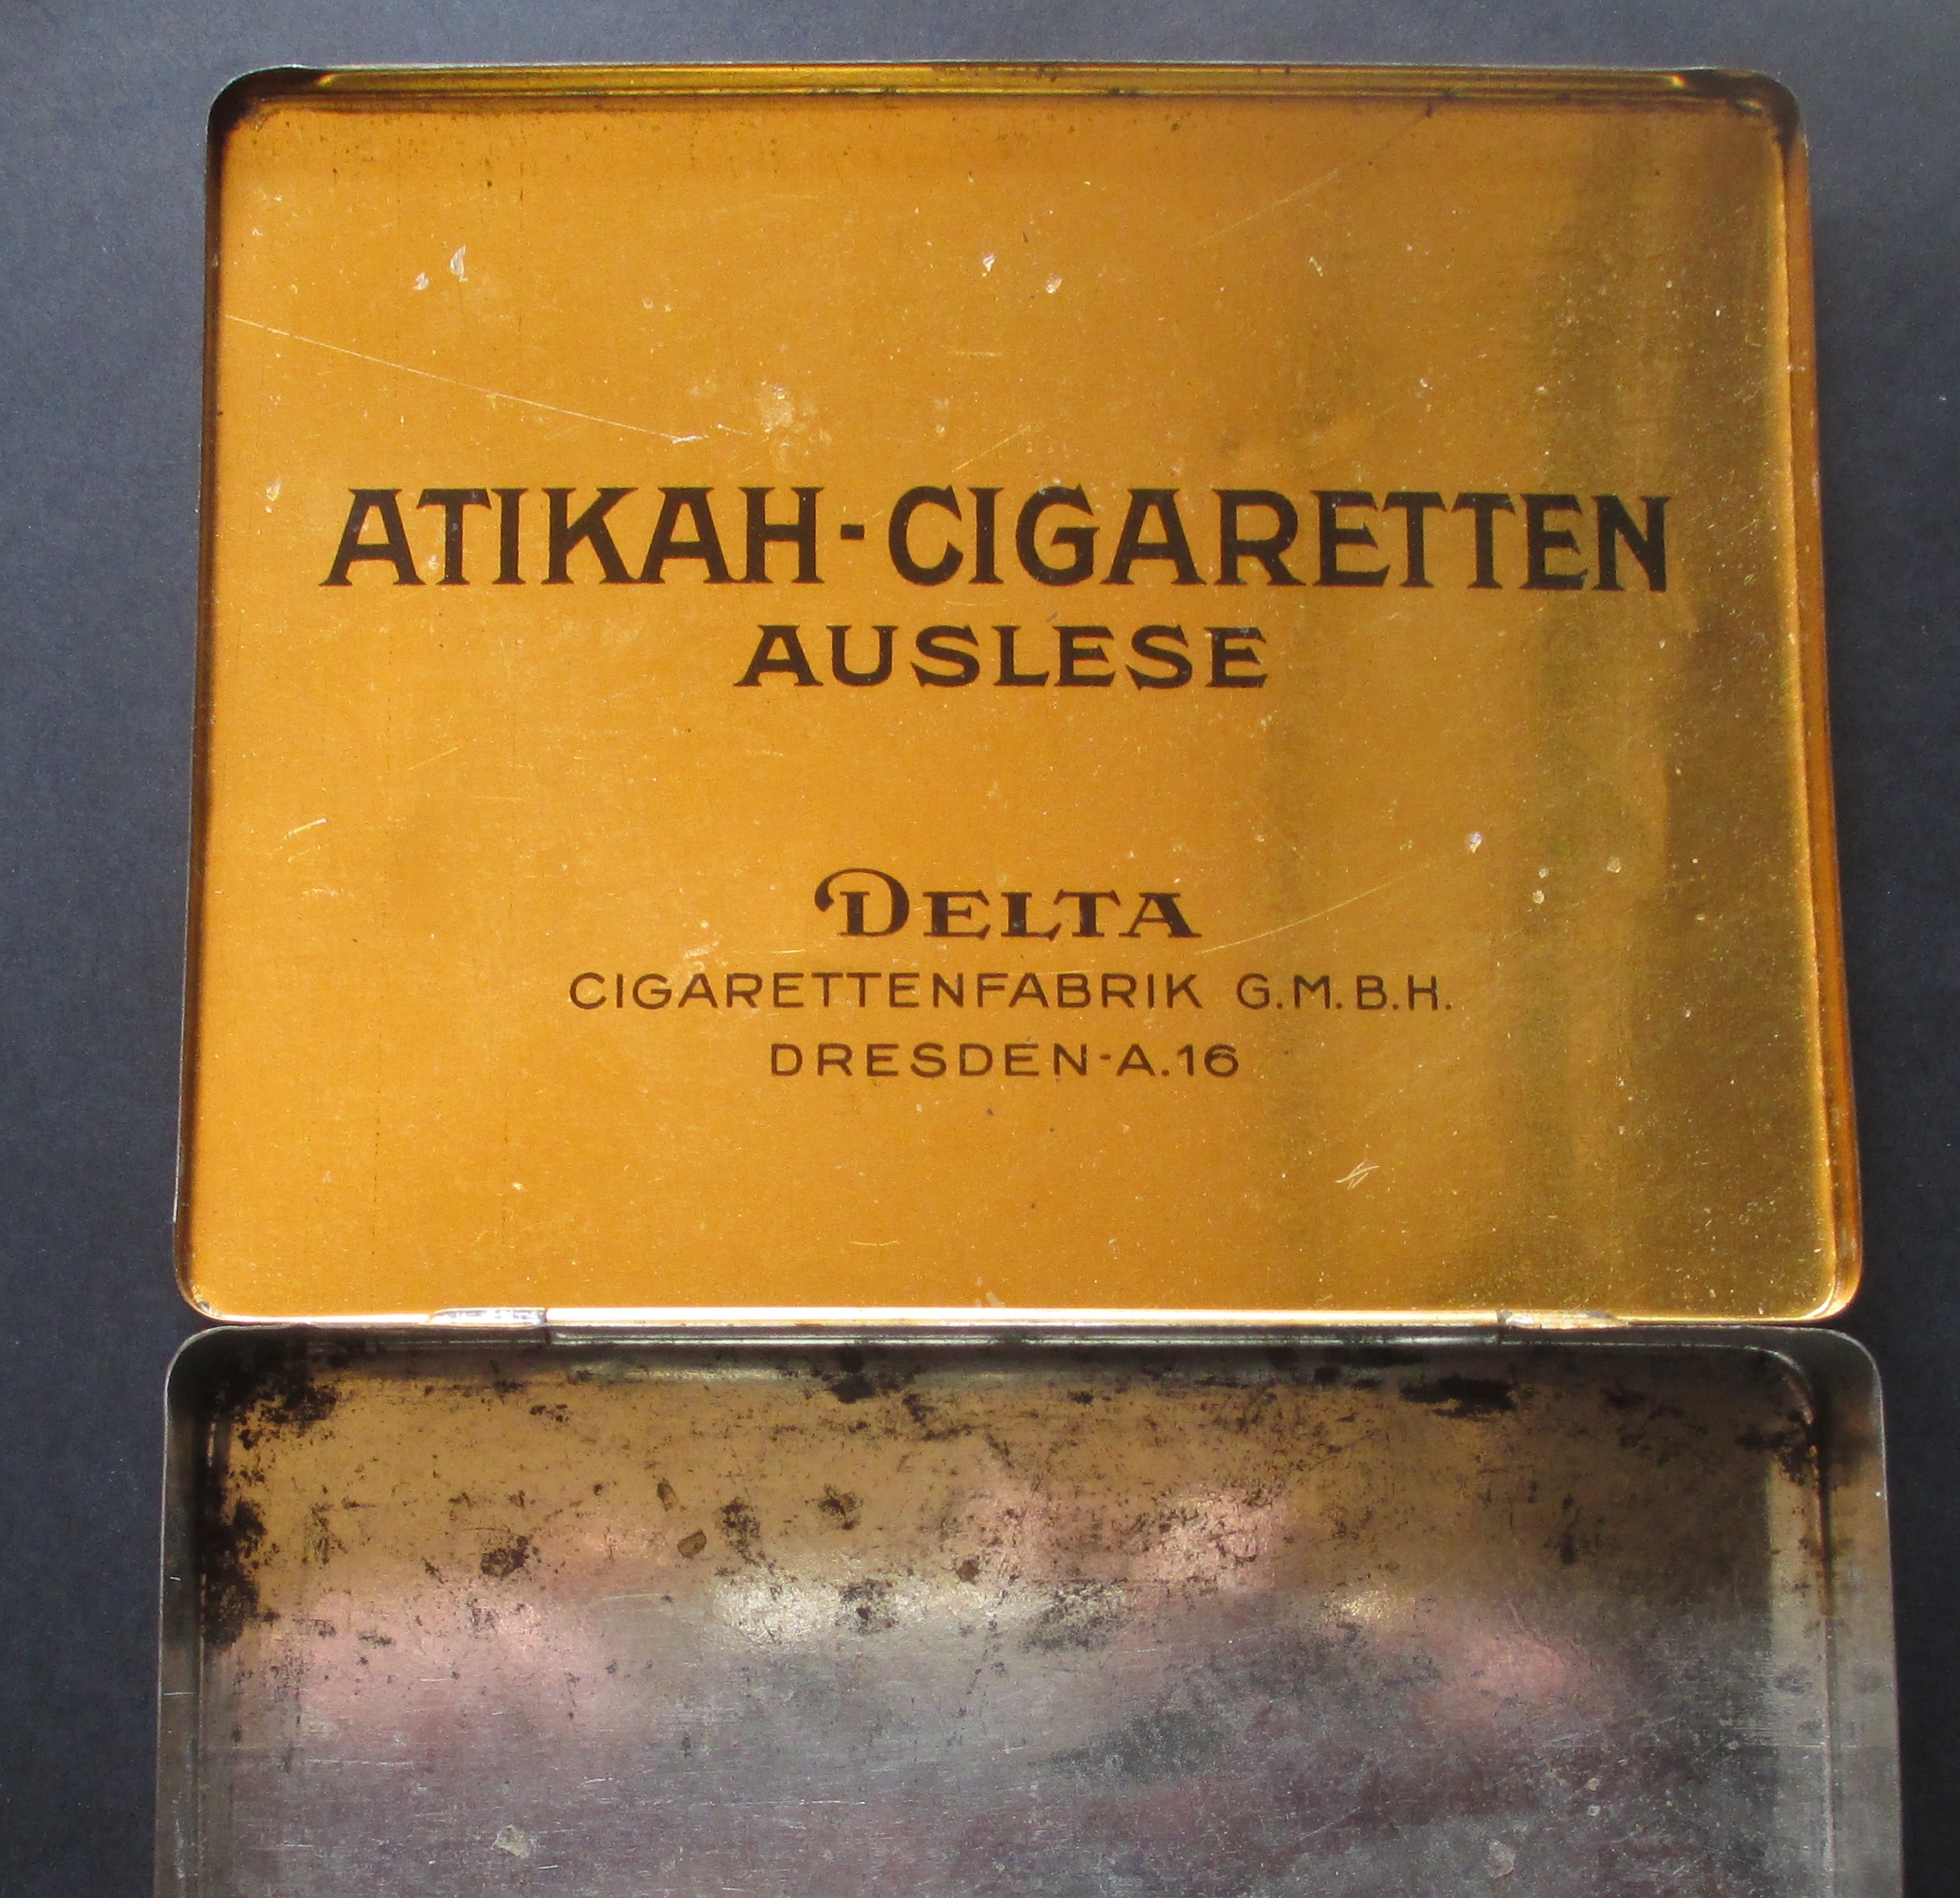 ATIKAH-CIGARETTEN
AUSLESE
DELTA
CIGARETTENFABRIK G.M.B.H.
DRESDEN-A.16